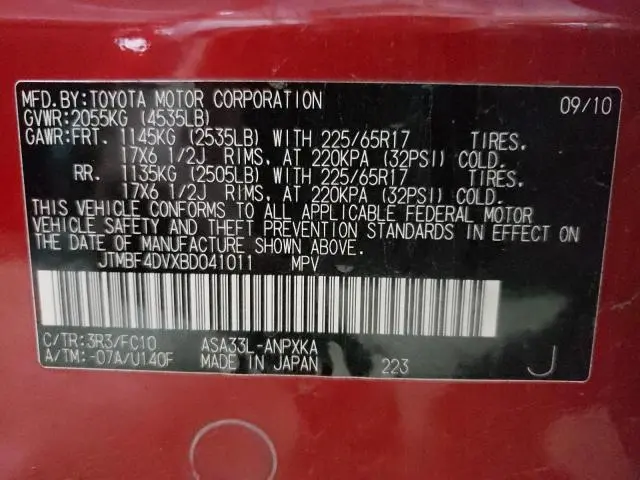 MFD.BY:TOYOTA MOTOR CORPORATION 09/10
GVWR:2055KG (4535LB)
GAWR:FRT. 1145KG (2535LB) WITH 225/65R17 TIRES.
17X6 1/2J RIMS, AT 220KPA (32PSI) COLD.
RR. 1135KG (2505LB) WITH 225/65R17 TIRES.
17X6 1/2J RIMS, AT 220KPA (32PSI) COLD.
THIS VEHICLE CONFORMS TO ALL APPLICABLE FEDERAL MOTOR
VEHICLE SAFETY AND THEFT PREVENTION STANDARDS IN EFFECT ON
THE DATE OF MANUFACTURE SHOWN ABOVE.
JTMBF4DVXBD041011 MPV
C/TR:3R3/FC10 ASA33L-ANPXKA
A/TM:-07A/U140F MADE IN JAPAN 223 J